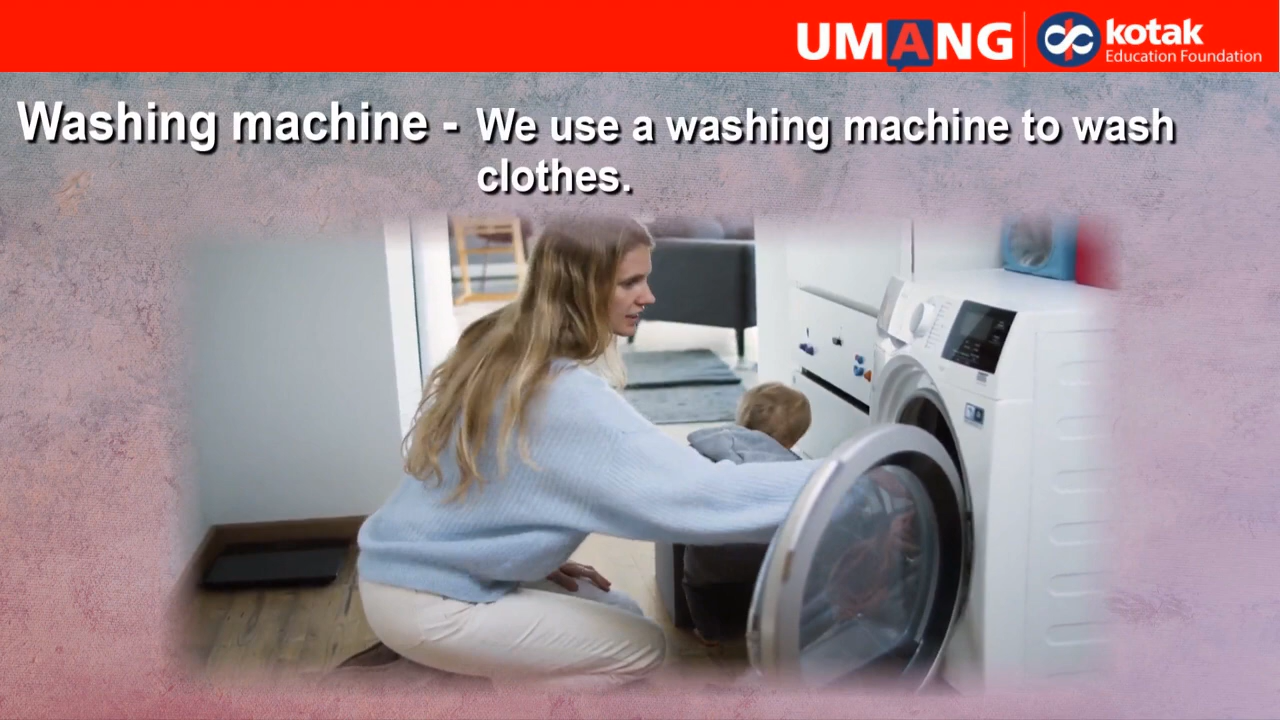 UMANG
kotak
Education Foundation
Washing machine - We use a washing machine to wash
clothes.